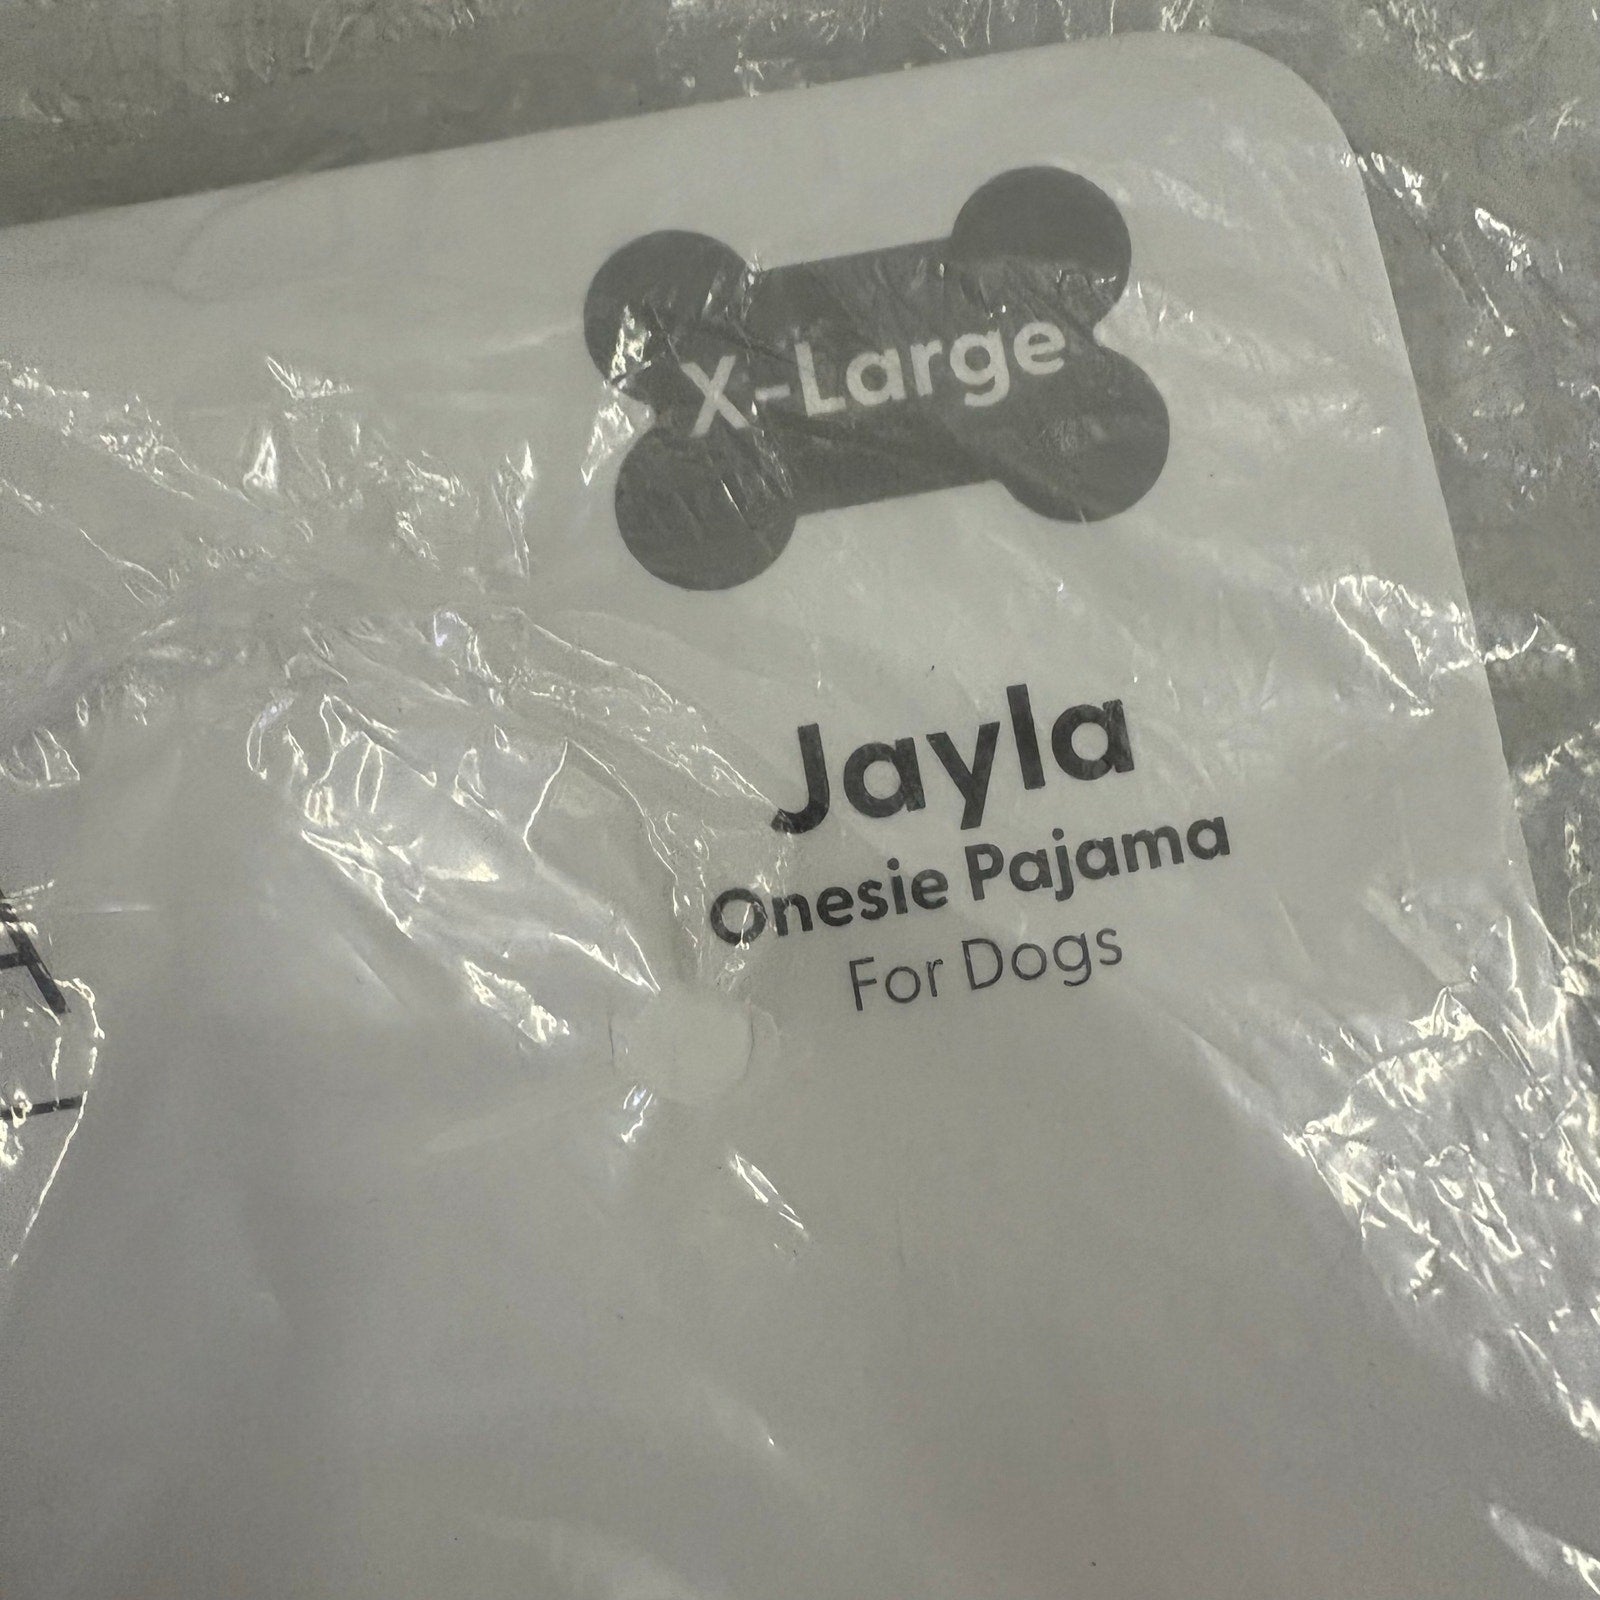 X-Large
Jayla
Onesie Pajama
For Dogs